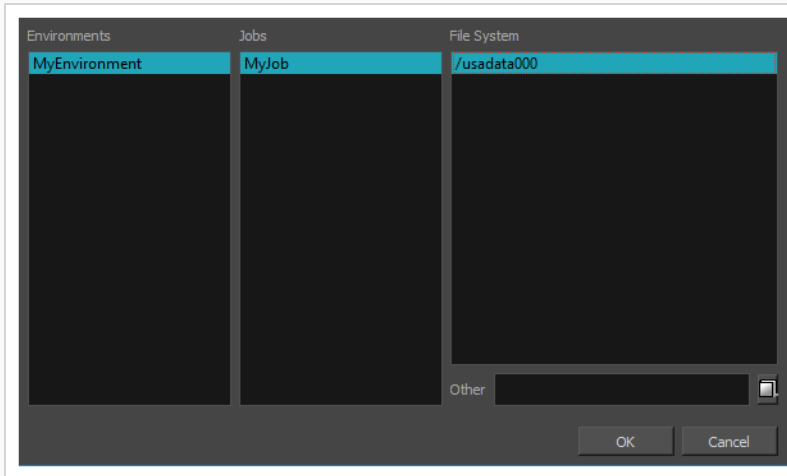 Environments Jobs File System
MyEnvironment MyJob /usadata000
Other
OK Cancel